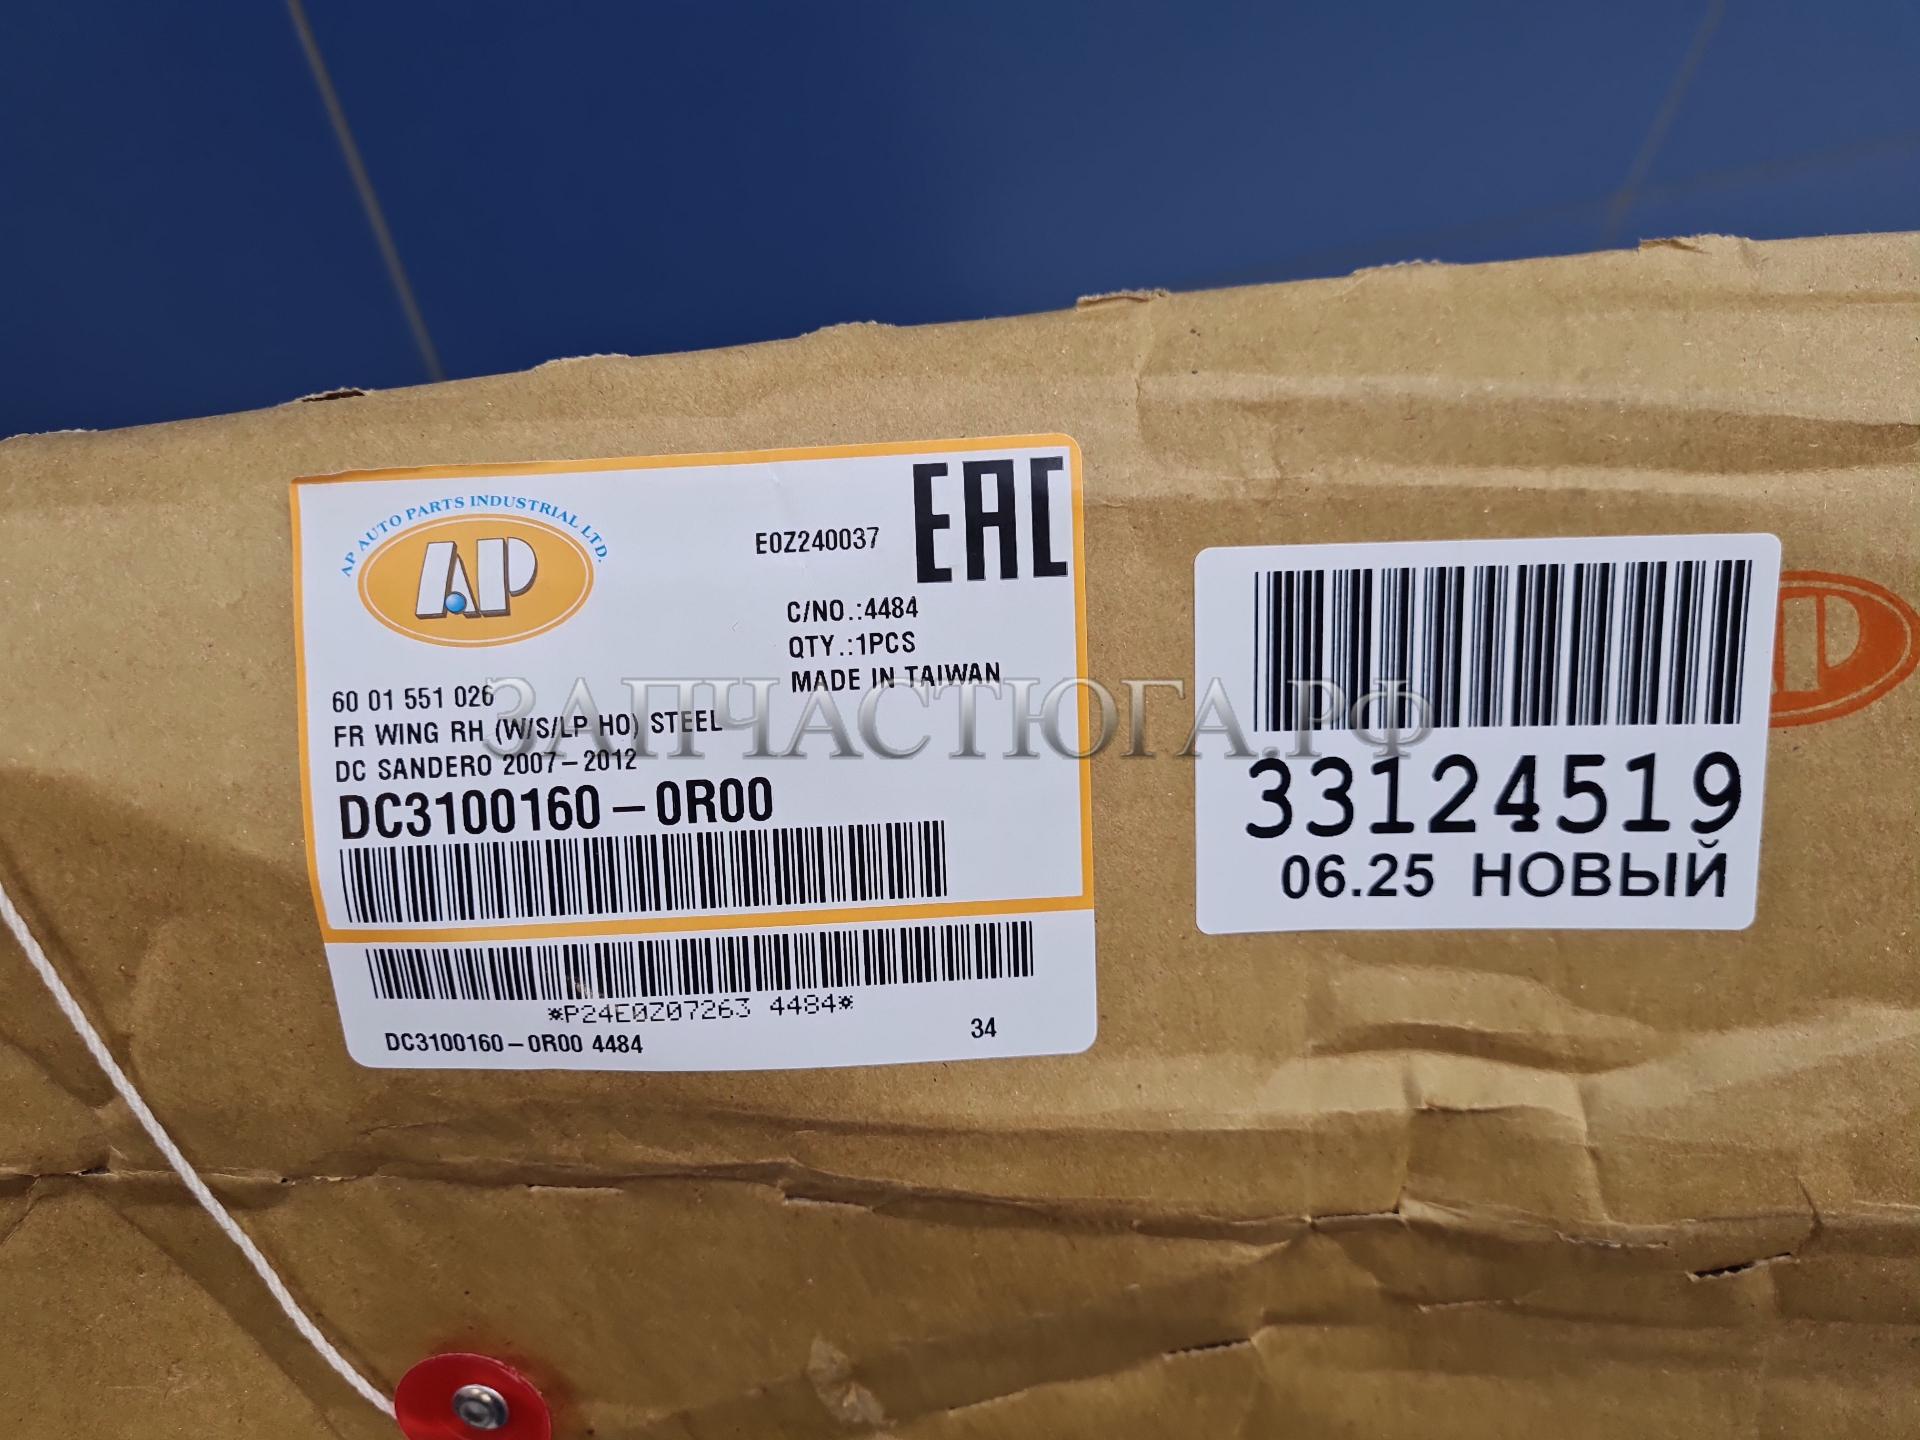 AP AUTO PARTS INDUSTRIAL LTD.
AP
E0Z240037
EAC
C/NO.:4484
QTY.:1PCS
MADE IN TAIWAN
60 01 551 026
FR WING RH (W/S/LP HO) STEEL
DC SANDERO 2007-2012
DC3100160-0R00
*P24E0Z07263 4484*
DC3100160-0R00 4484
34
33124519
06.25 НОВЫЙ
AP
ЗАПЧАСТЮГА.РФ